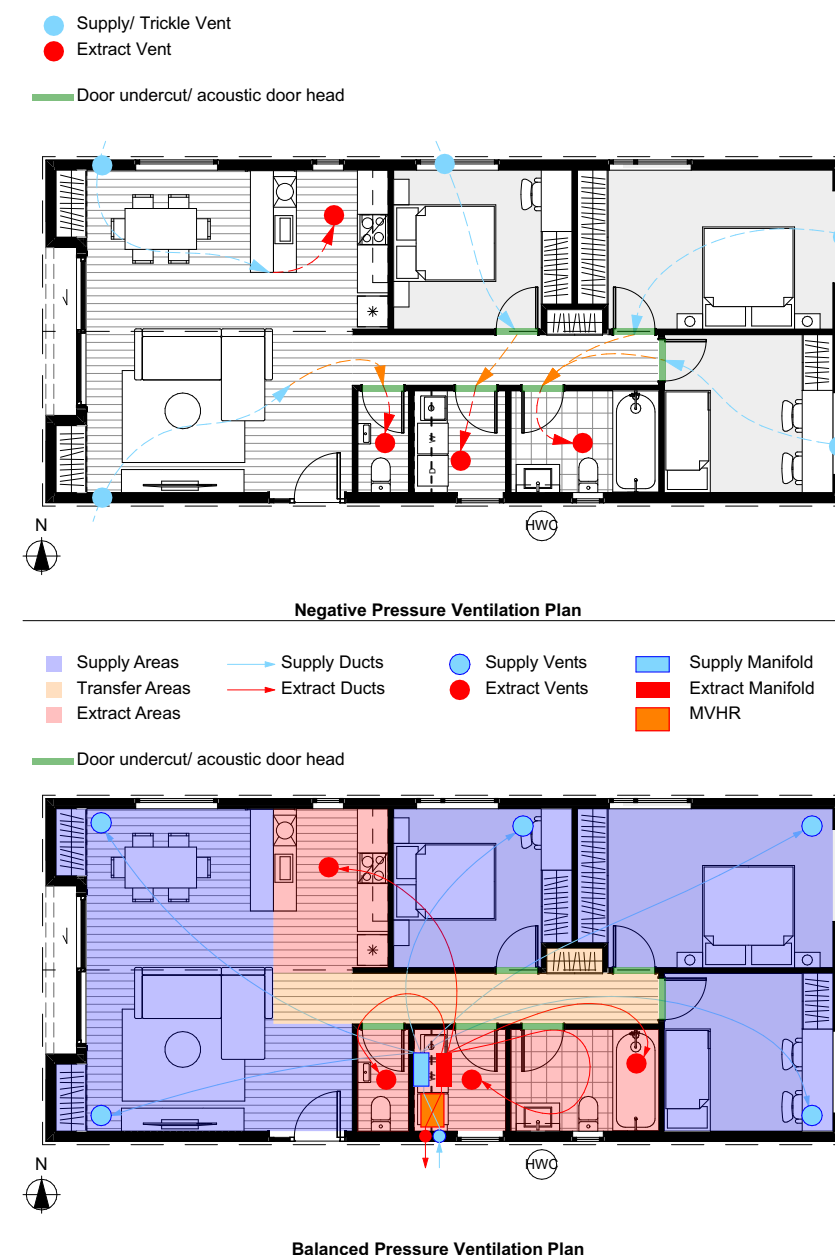 Supply/ Trickle Vent
Extract Vent
Door undercut/ acoustic door head
N
HWC
Negative Pressure Ventilation Plan
Supply Areas
Supply Ducts
Supply Vents
Supply Manifold
Transfer Areas
Extract Ducts
Extract Vents
Extract Manifold
Extract Areas
MVHR
Door undercut/ acoustic door head
N
HWC
Balanced Pressure Ventilation Plan